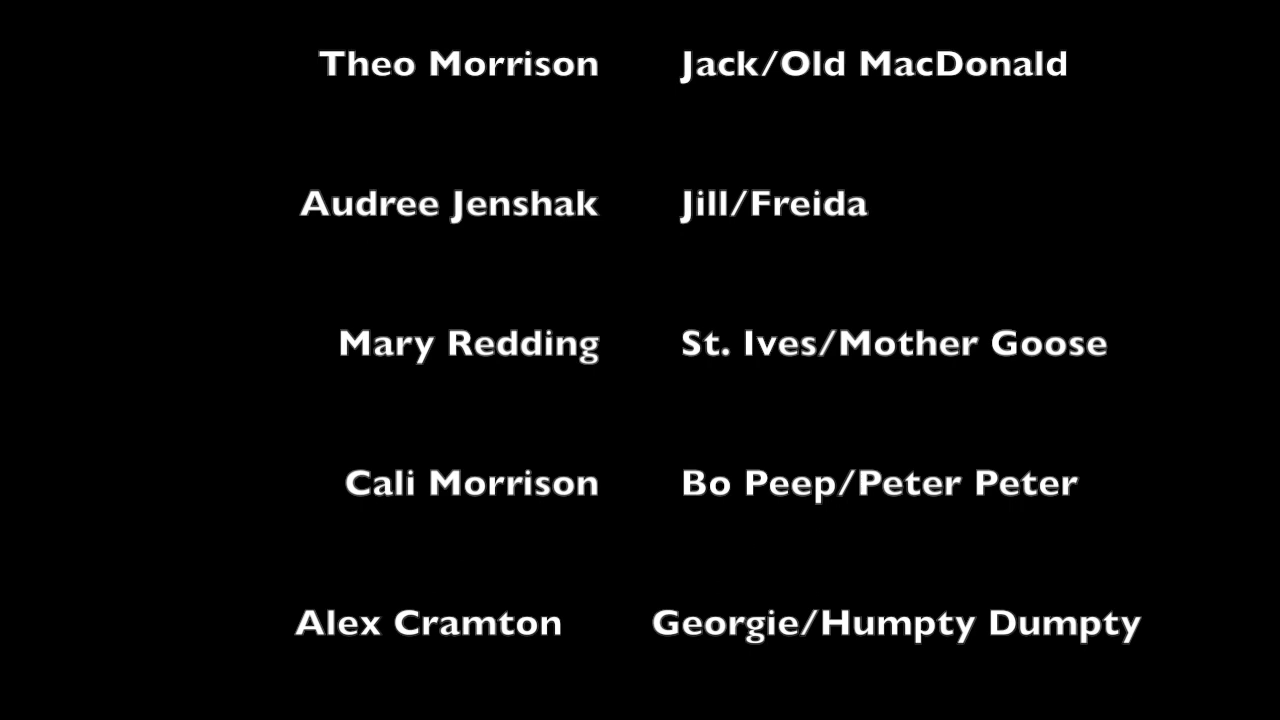 Theo Morrison Jack/Old MacDonald
Audree Jenshak Jill/Freida
Mary Redding St. Ives/Mother Goose
Cali Morrison Bo Peep/Peter Peter
Alex Cramton Georgie/Humpty Dumpty